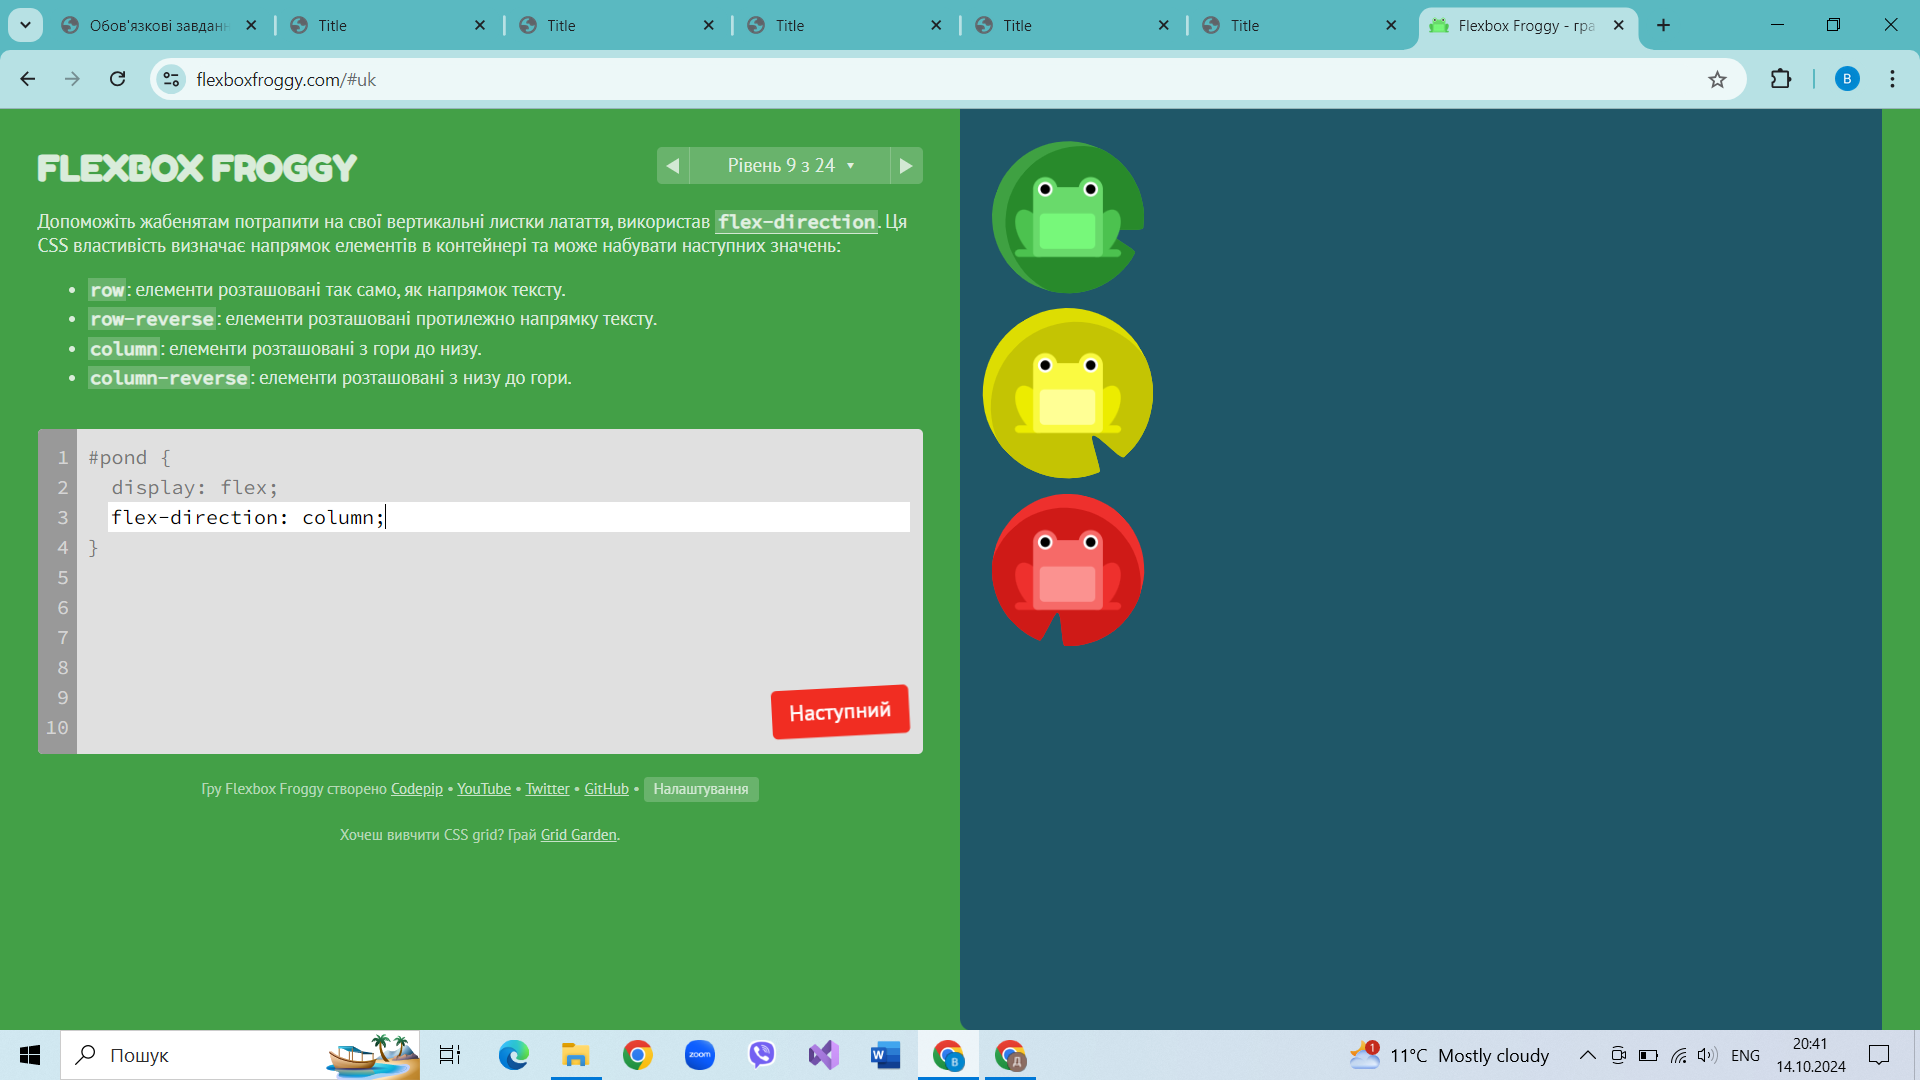 Обов'язкові завданн
Title
Title
Title
Title
Title
Flexbox Froggy - гра
flexboxfroggy.com/#uk
B
FLEXBOX FROGGY
Рівень 9 з 24
Допоможіть жабенятам потрапити на свої вертикальні листки латаття, використав flex-direction. Ця
CSS властивість визначає напрямок елементів в контейнері та може набувати наступних значень:
row: елементи розташовані так само, як напрямок тексту.
row-reverse: елементи розташовані протилежно напрямку тексту.
column: елементи розташовані з гори до низу.
column-reverse: елементи розташовані з низу до гори.
1 #pond {
2 display: flex;
3 flex-direction: column;
4 }
5
6
7
8
9
10
Наступний
Гру Flexbox Froggy створено Codepip • YouTube • Twitter • GitHub • Налаштування
Хочеш вивчити CSS grid? Грай Grid Garden.
Пошук
zoom
W
B
Д
1
11°C Mostly cloudy
ENG
20:41
14.10.2024